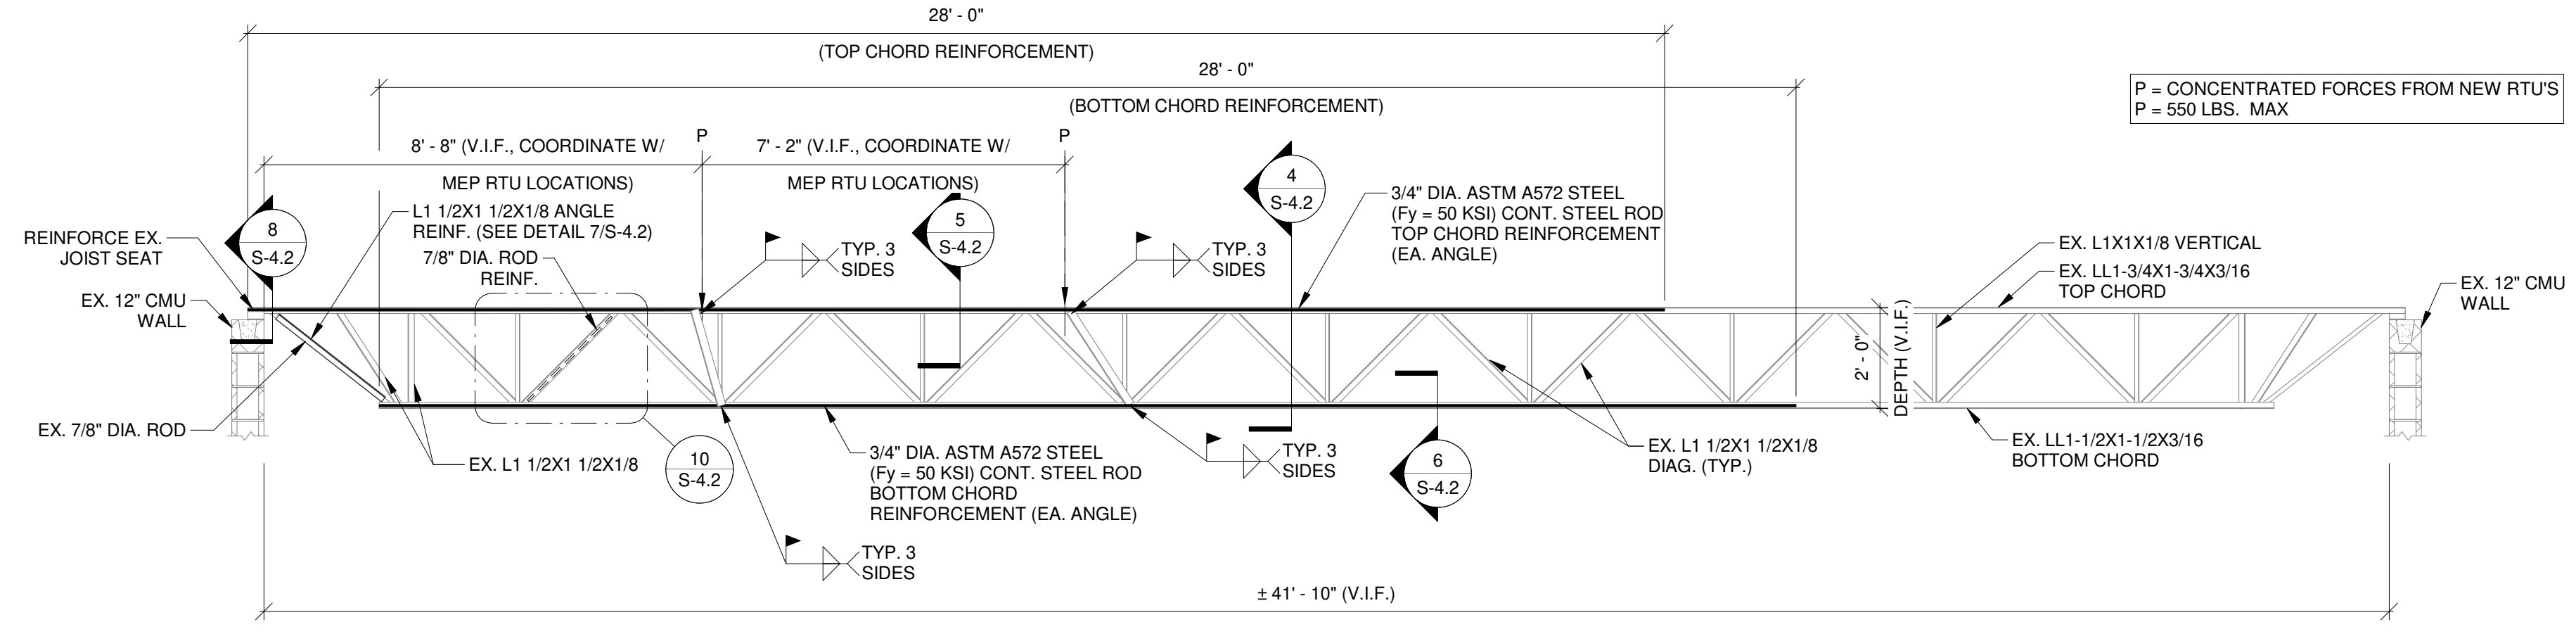 28' - 0"
(TOP CHORD REINFORCEMENT)
28' - 0"
(BOTTOM CHORD REINFORCEMENT)
P = CONCENTRATED FORCES FROM NEW RTU'S
P = 550 LBS.  MAX
8' - 8" (V.I.F., COORDINATE W/
MEP RTU LOCATIONS)
P
7' - 2" (V.I.F., COORDINATE W/
MEP RTU LOCATIONS)
P
4
S-4.2
3/4" DIA. ASTM A572 STEEL
(Fy = 50 KSI) CONT. STEEL ROD
TOP CHORD REINFORCEMENT
(EA. ANGLE)
L1 1/2X1 1/2X1/8 ANGLE
REINF. (SEE DETAIL 7/S-4.2)
7/8" DIA. ROD
REINF.
8
S-4.2
5
S-4.2
REINFORCE EX.
JOIST SEAT
TYP. 3
SIDES
TYP. 3
SIDES
EX. L1X1X1/8 VERTICAL
EX. LL1-3/4X1-3/4X3/16
TOP CHORD
EX. 12" CMU
WALL
EX. 12" CMU
WALL
2' - 0"
DEPTH (V.I.F.)
EX. 7/8" DIA. ROD
EX. L1 1/2X1 1/2X1/8
10
S-4.2
3/4" DIA. ASTM A572 STEEL
(Fy = 50 KSI) CONT. STEEL ROD
BOTTOM CHORD
REINFORCEMENT (EA. ANGLE)
TYP. 3
SIDES
6
S-4.2
EX. L1 1/2X1 1/2X1/8
DIAG. (TYP.)
EX. LL1-1/2X1-1/2X3/16
BOTTOM CHORD
TYP. 3
SIDES
± 41' - 10" (V.I.F.)